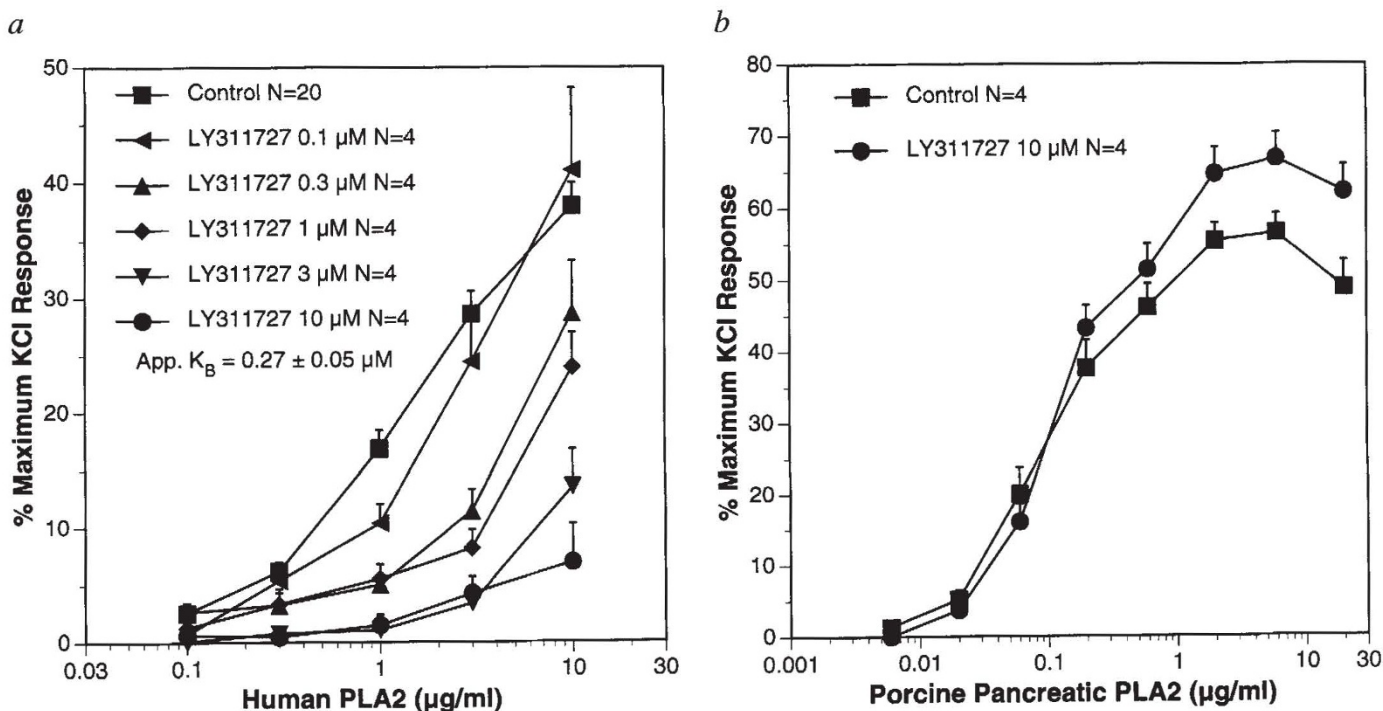 a
50
40
30
20
10
0
% Maximum KCl Response
Control N=20
LY311727 0.1 µM N=4
LY311727 0.3 µM N=4
LY311727 1 µM N=4
LY311727 3 µM N=4
LY311727 10 µM N=4
App. K_B = 0.27 ± 0.05 µM
0.03 0.1 0.3 1 3 10 30
Human PLA2 (µg/ml)
b
80
70
60
50
40
30
20
10
0
% Maximum KCl Response
Control N=4
LY311727 10 µM N=4
0.001 0.01 0.1 1 10 30
Porcine Pancreatic PLA2 (µg/ml)